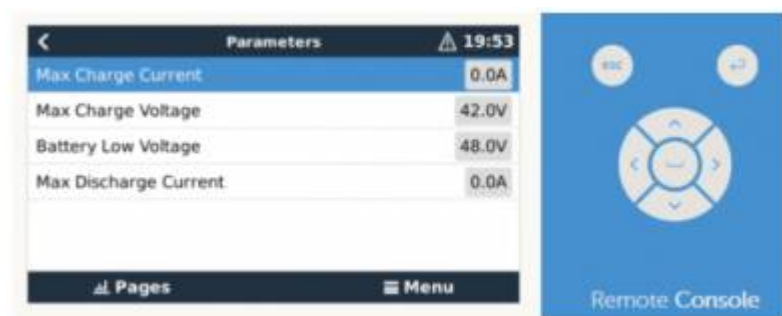 Parameters 19:53
Max Charge Current 0.0A
Max Charge Voltage 42.0V
Battery Low Voltage 48.0V
Max Discharge Current 0.0A
Pages Menu
esc
Remote Console